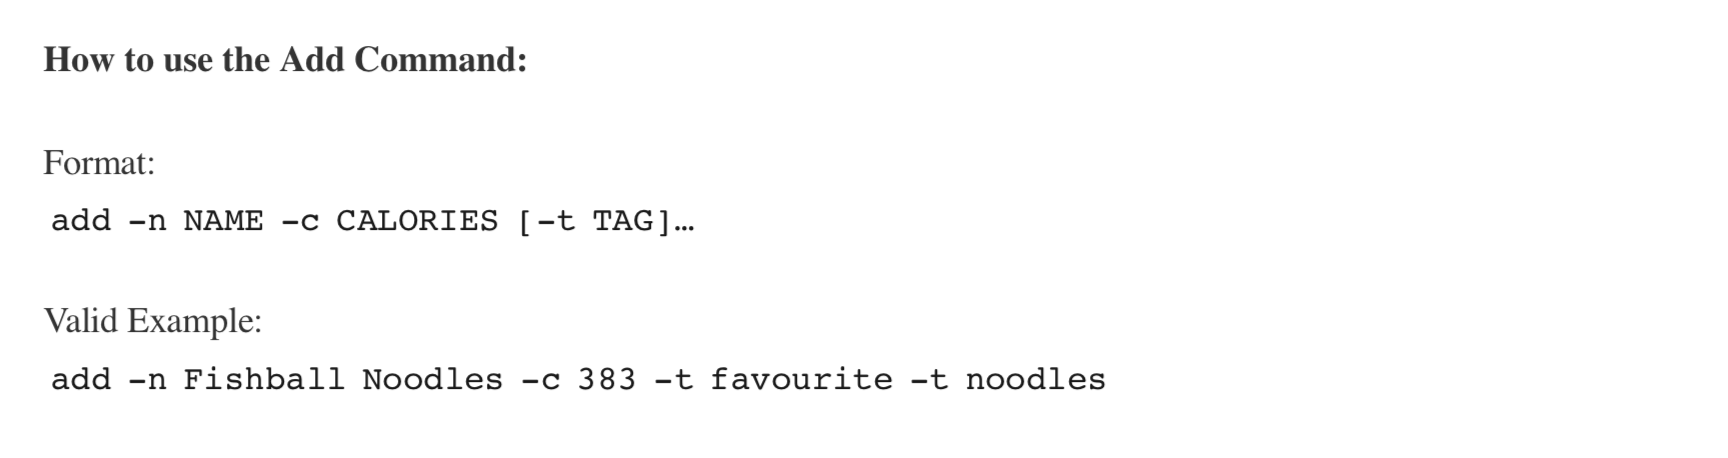 How to use the Add Command:
Format:
add -n NAME -c CALORIES [-t TAG]…
Valid Example:
add -n Fishball Noodles -c 383 -t favourite -t noodles